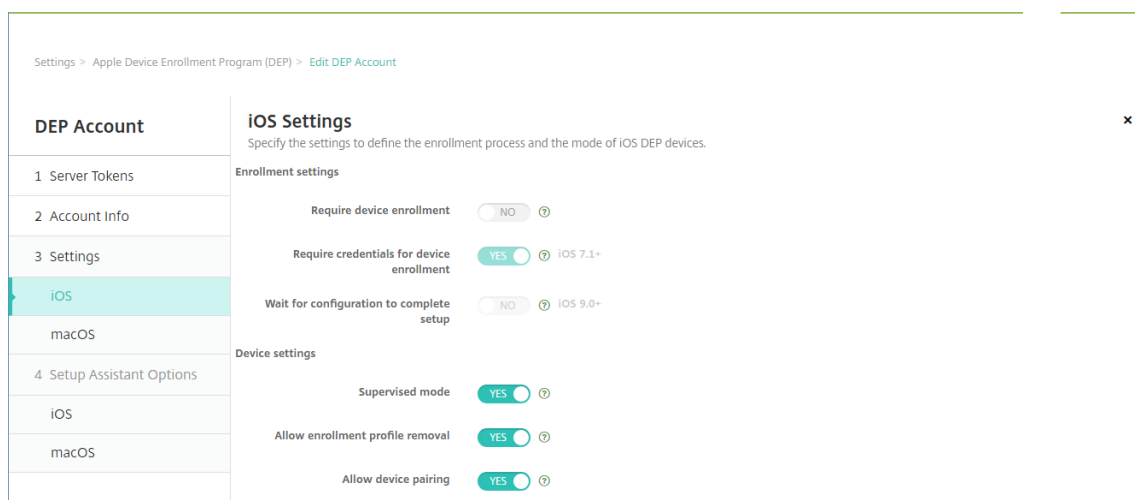 Settings > Apple Device Enrollment Program (DEP) > Edit DEP Account
DEP Account
1 Server Tokens
2 Account Info
3 Settings
iOS
macOS
4 Setup Assistant Options
iOS
macOS
iOS Settings
×
Specify the settings to define the enrollment process and the mode of iOS DEP devices.
Enrollment settings
Require device enrollment NO ?
Require credentials for device
enrollment YES ? iOS 7.1+
Wait for configuration to complete
setup NO ? iOS 9.0+
Device settings
Supervised mode YES ?
Allow enrollment profile removal YES ?
Allow device pairing YES ?